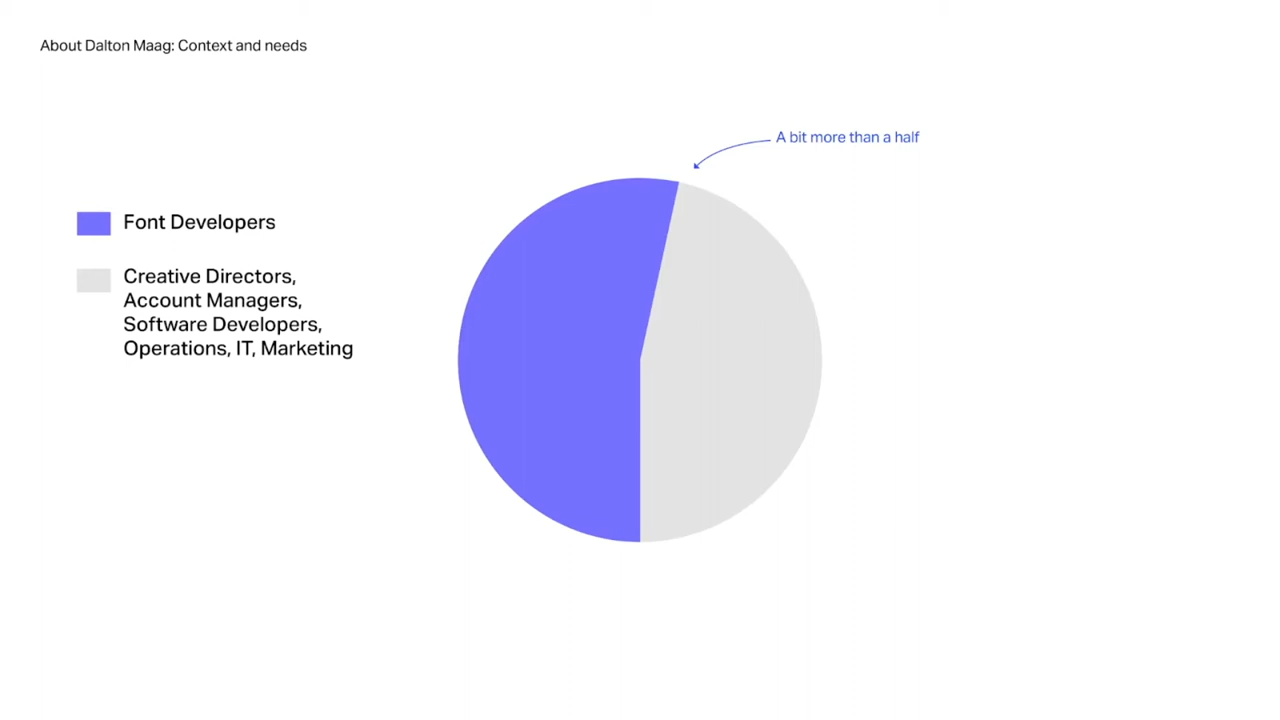 About Dalton Maag: Context and needs
A bit more than a half
Font Developers
Creative Directors,
Account Managers,
Software Developers,
Operations, IT, Marketing